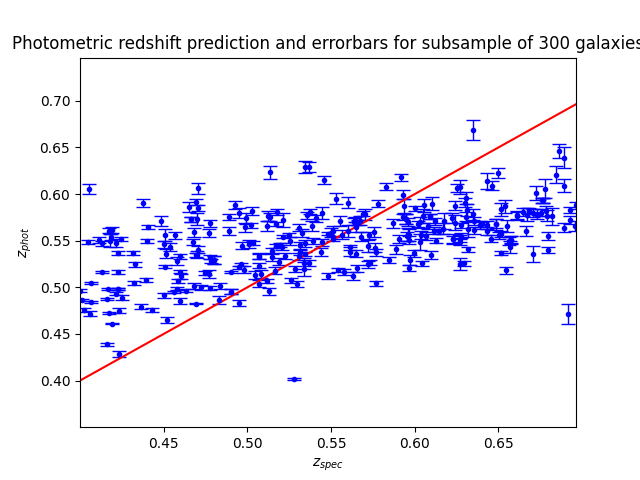 Photometric redshift prediction and errorbars for subsample of 300 galaxies
0.70
0.65
0.60
0.55
0.50
0.45
0.40
z_phot
0.45 0.50 0.55 0.60 0.65
z_spec